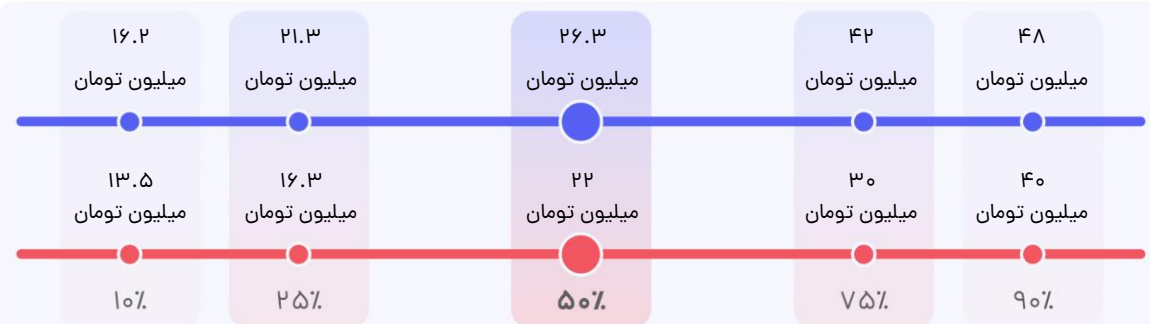 ۱۶.۲ ۲۱.۳ ۲۶.۳ ۴۲ ۴۸
میلیون تومان میلیون تومان میلیون تومان میلیون تومان میلیون تومان
۱۳.۵ ۱۶.۳ ۲۲ ۳۰ ۴۰
میلیون تومان میلیون تومان میلیون تومان میلیون تومان میلیون تومان
۱۰٪ ۲۵٪ ۵۰٪ ۷۵٪ ۹۰٪